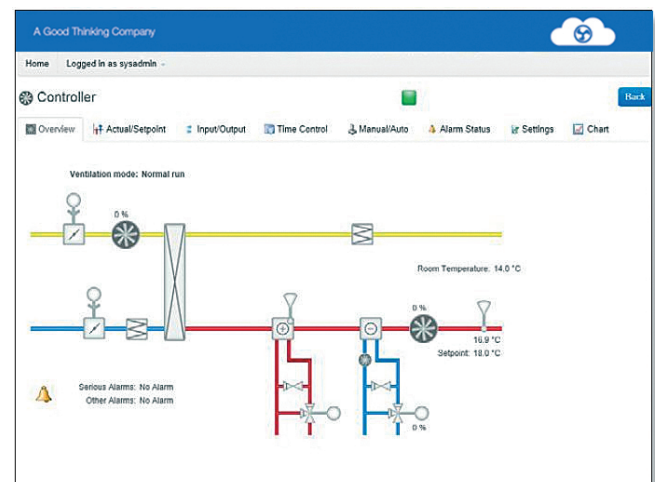 A Good Thinking Company
Home Logged in as sysadmin
Controller
Back
Overview Actual/Setpoint Input/Output Time Control Manual/Auto Alarm Status Settings Chart
Ventilation mode: Normal run
0 %
Room Temperature: 14.0 °C
0 %
16.9 °C
Setpoint: 18.0 °C
Serious Alarms: No Alarm
Other Alarms: No Alarm
0 %